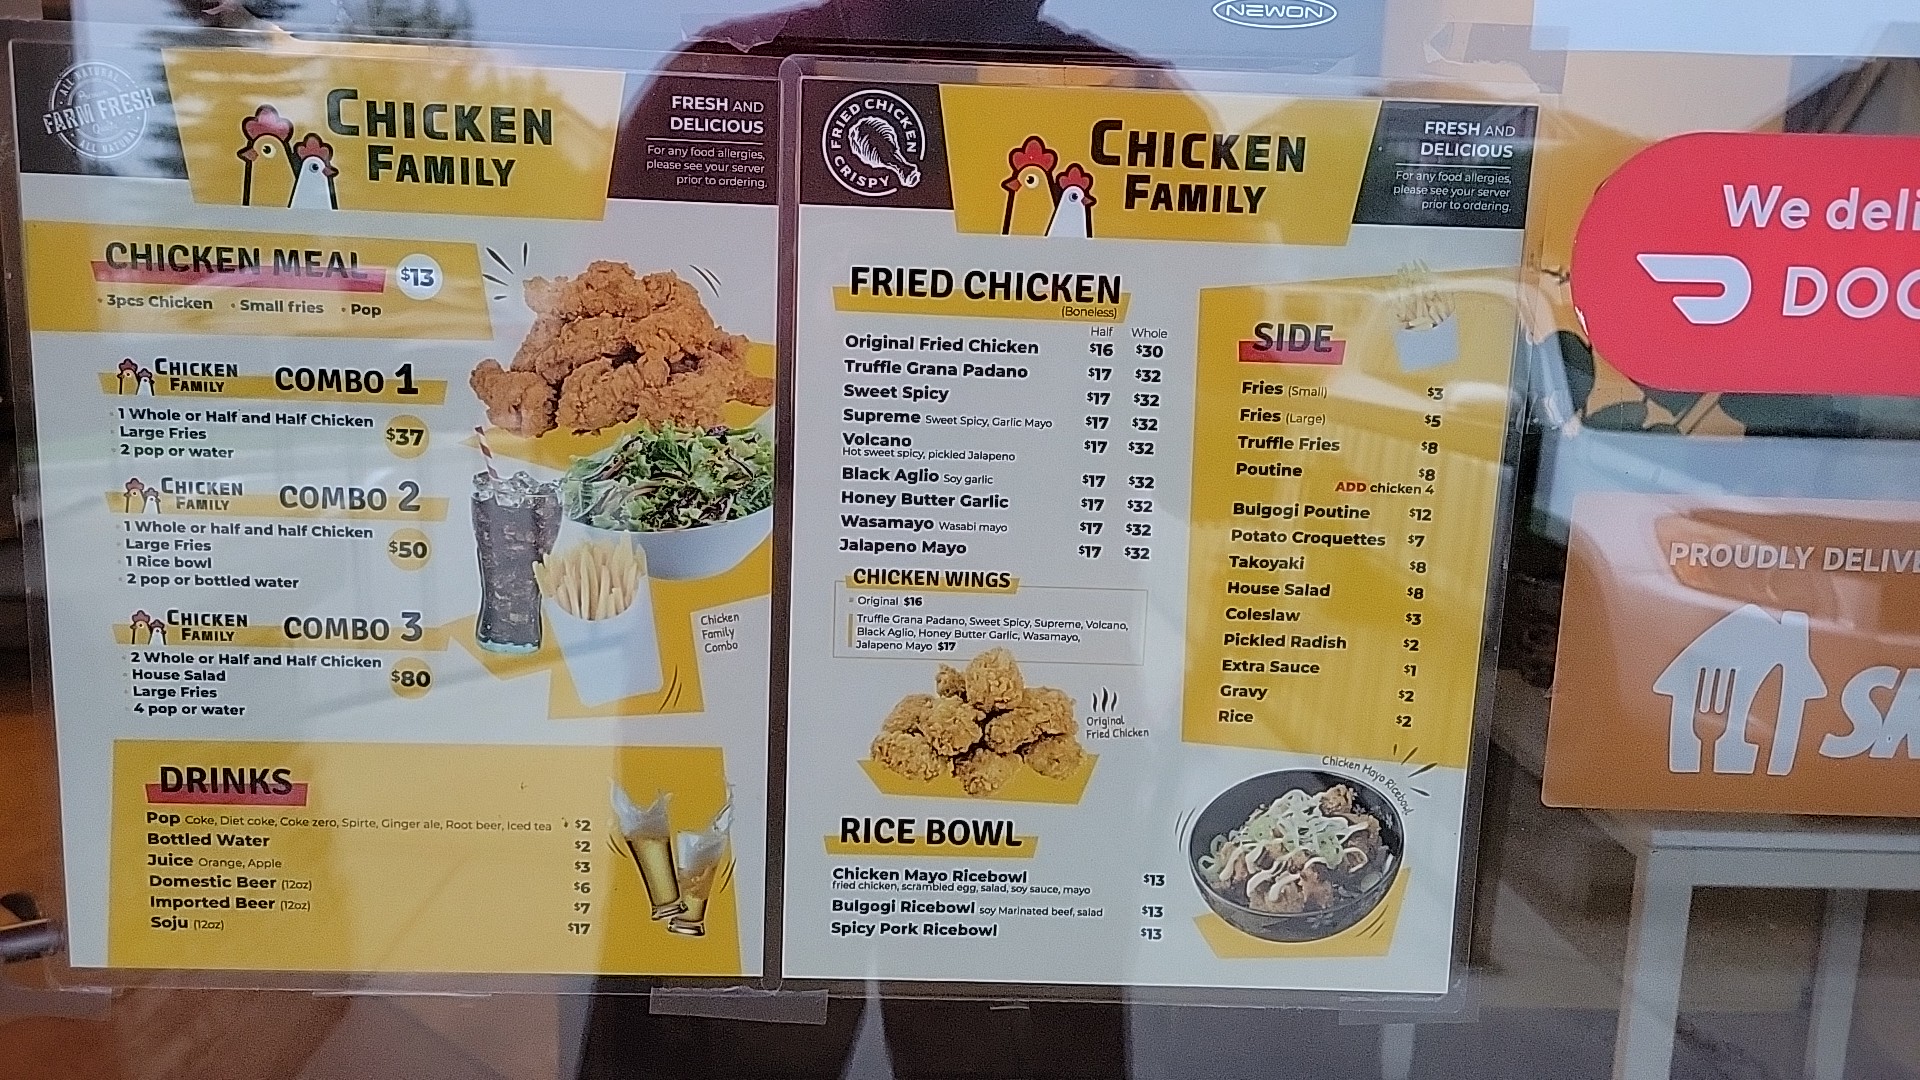 NEWON
ALL NATURAL
Premium
FARM FRESH
Quality
ALL NATURAL
CHICKEN
FAMILY
FRESH AND
DELICIOUS
For any food allergies,
please see your server
prior to ordering.
CHICKEN MEAL $13
• 3pcs Chicken • Small fries • Pop
CHICKEN
FAMILY
COMBO 1
• 1 Whole or Half and Half Chicken
• Large Fries
• 2 pop or water
$37
CHICKEN
FAMILY
COMBO 2
• 1 Whole or half and half Chicken
• Large Fries
• 1 Rice bowl
• 2 pop or bottled water
$50
CHICKEN
FAMILY
COMBO 3
• 2 Whole or Half and Half Chicken
• House Salad
• Large Fries
• 4 pop or water
$80
Chicken
Family
Combo
DRINKS
Pop Coke, Diet coke, Coke zero, Spirte, Ginger ale, Root beer, Iced tea $2
Bottled Water $2
Juice Orange, Apple $3
Domestic Beer (12oz) $6
Imported Beer (12oz) $7
Soju (12oz) $17
FRIED CHICKEN
CRISPY
CHICKEN
FAMILY
FRESH AND
DELICIOUS
For any food allergies,
please see your server
prior to ordering.
FRIED CHICKEN
(Boneless)
Half Whole
Original Fried Chicken $16 $30
Truffle Grana Padano $17 $32
Sweet Spicy $17 $32
Supreme Sweet Spicy, Garlic Mayo $17 $32
Volcano $17 $32
Hot sweet spicy, pickled Jalapeno
Black Aglio Soy garlic $17 $32
Honey Butter Garlic $17 $32
Wasamayo Wasabi mayo $17 $32
Jalapeno Mayo $17 $32
CHICKEN WINGS
Original $16
Truffle Grana Padano, Sweet Spicy, Supreme, Volcano,
Black Aglio, Honey Butter Garlic, Wasamayo,
Jalapeno Mayo $17
Original
Fried Chicken
RICE BOWL
Chicken Mayo Ricebowl $13
fried chicken, scrambled egg, salad, soy sauce, mayo
Bulgogi Ricebowl soy Marinated beef, salad $13
Spicy Pork Ricebowl $13
SIDE
Fries (Small) $3
Fries (Large) $5
Truffle Fries $8
Poutine $8
ADD chicken 4
Bulgogi Poutine $12
Potato Croquettes $7
Takoyaki $8
House Salad $8
Coleslaw $3
Pickled Radish $2
Extra Sauce $1
Gravy $2
Rice $2
Chicken Mayo Ricebowl
We deli
DOO
PROUDLY DELIVE
SK